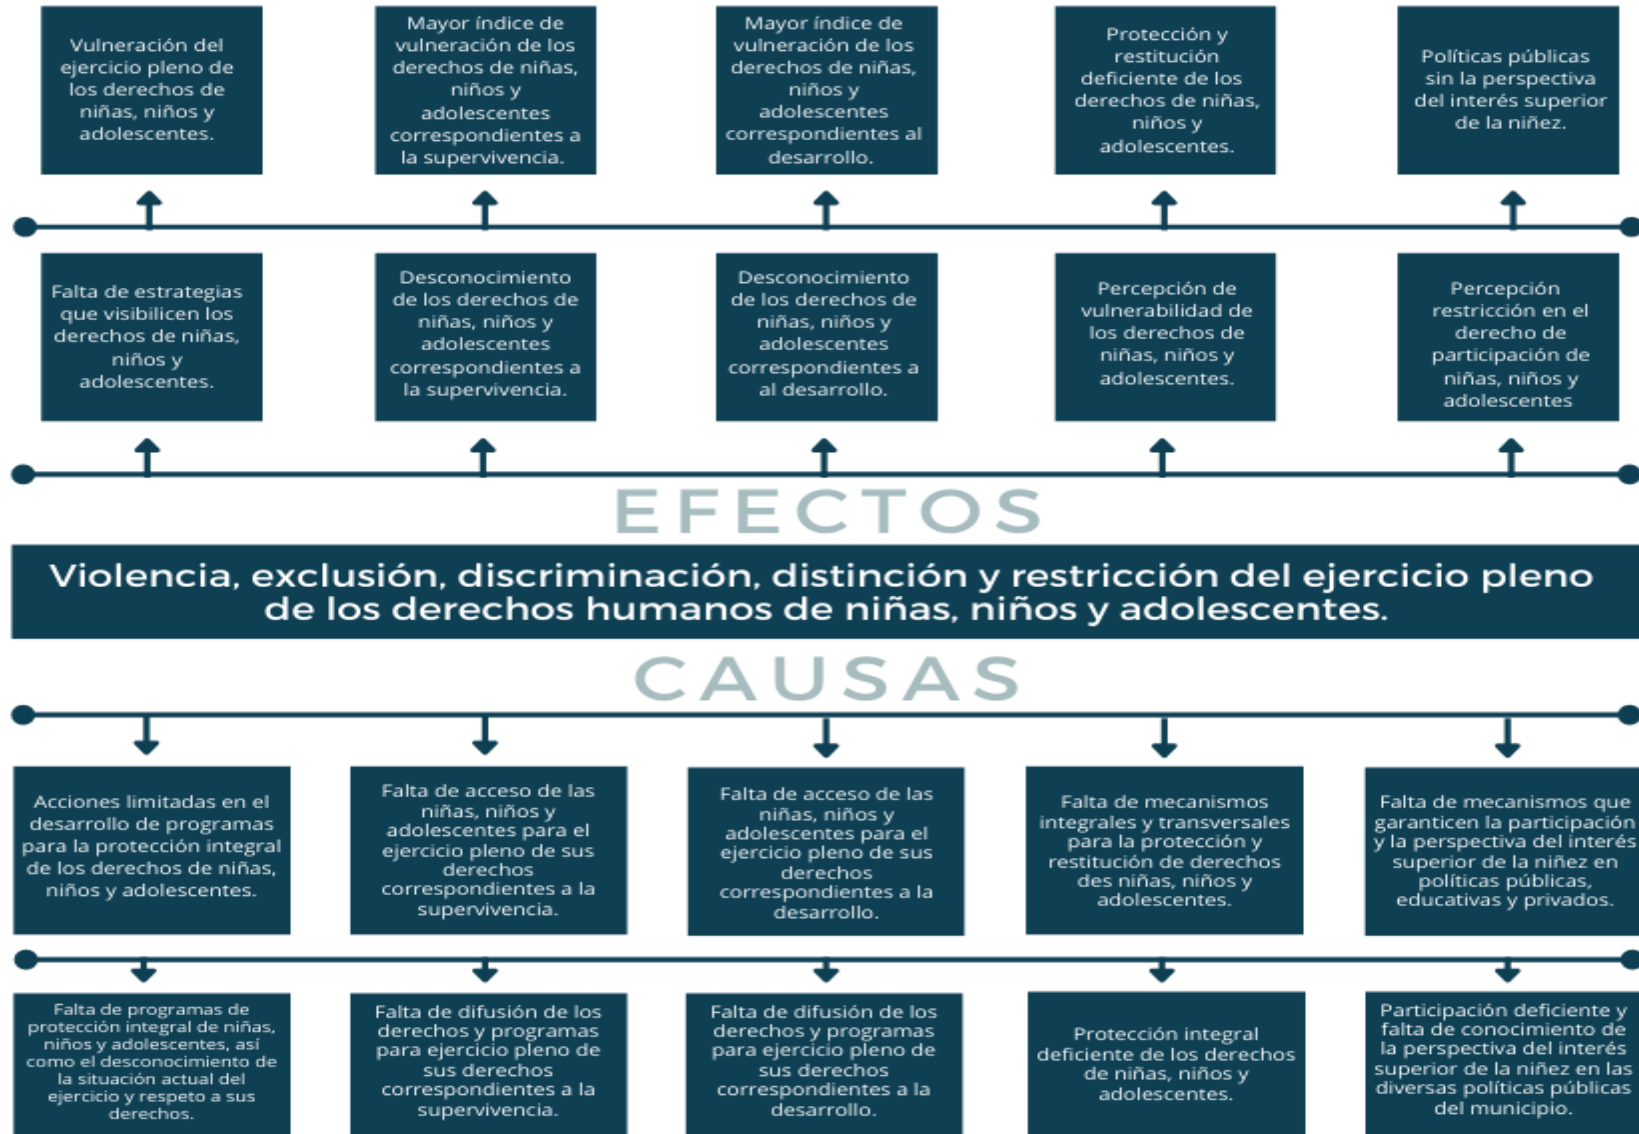 Vulneración del
ejercicio pleno de
los derechos de
niñas, niños y
adolescentes.
Mayor índice de
vulneración de los
derechos de niñas,
niños y
adolescentes
correspondientes a
la supervivencia.
Mayor índice de
vulneración de los
derechos de niñas,
niños y
adolescentes
correspondientes al
desarrollo.
Protección y
restitución
deficiente de los
derechos de niñas,
niños y
adolescentes.
Políticas públicas
sin la perspectiva
del interés superior
de la niñez.
Falta de estrategias
que visibilicen los
derechos de niñas,
niños y
adolescentes.
Desconocimiento
de los derechos de
niñas, niños y
adolescentes
correspondientes a
la supervivencia.
Desconocimiento
de los derechos de
niñas, niños y
adolescentes
correspondientes a
al desarrollo.
Percepción de
vulnerabilidad de
los derechos de
niñas, niños y
adolescentes.
Percepción
restricción en el
derecho de
participación de
niñas, niños y
adolescentes
EFECTOS
Violencia, exclusión, discriminación, distinción y restricción del ejercicio pleno
de los derechos humanos de niñas, niños y adolescentes.
CAUSAS
Acciones limitadas en el
desarrollo de programas
para la protección integral
de los derechos de niñas,
niños y adolescentes.
Falta de acceso de las
niñas, niños y
adolescentes para el
ejercicio pleno de sus
derechos
correspondientes a la
supervivencia.
Falta de acceso de las
niñas, niños y
adolescentes para el
ejercicio pleno de sus
derechos
correspondientes a la
desarrollo.
Falta de mecanismos
integrales y transversales
para la protección y
restitución de derechos
des niñas, niños y
adolescentes.
Falta de mecanismos que
garanticen la participación
y la perspectiva del interés
superior de la niñez en
políticas públicas,
educativas y privados.
Falta de programas de
protección integral de niñas,
niños y adolescentes, así
como el desconocimiento de
la situación actual del
ejercicio y respeto a sus
derechos.
Falta de difusión de los
derechos y programas
para ejercicio pleno de
sus derechos
correspondientes a la
supervivencia.
Falta de difusión de los
derechos y programas
para ejercicio pleno de
sus derechos
correspondientes a la
desarrollo.
Protección integral
deficiente de los derechos
de niñas, niños y
adolescentes.
Participación deficiente y
falta de conocimiento de
la perspectiva del interés
superior de la niñez en las
diversas políticas públicas
del municipio.